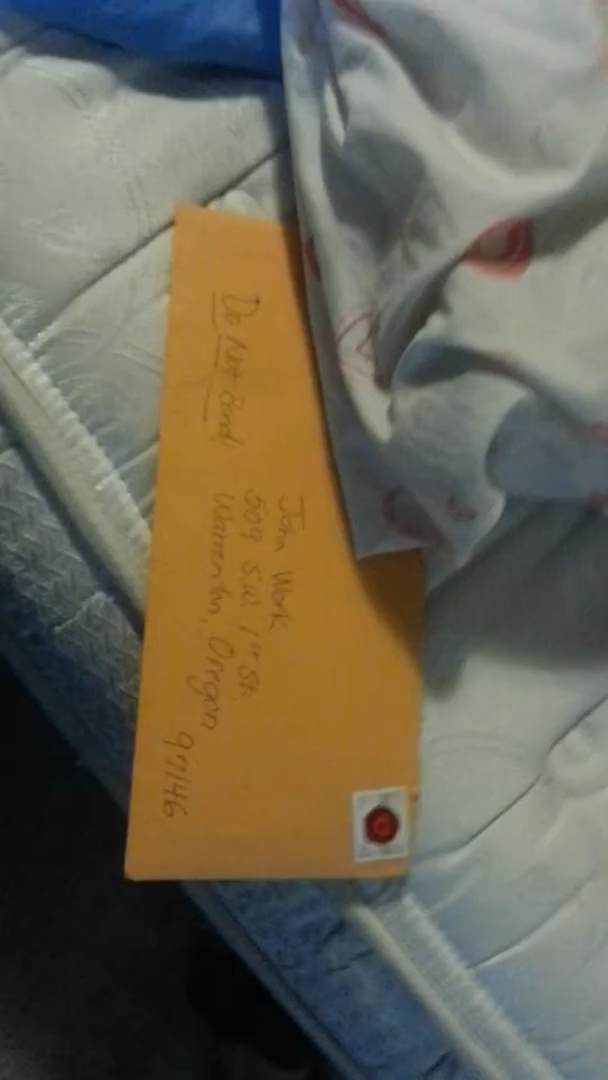 Do Not Bend!
John Work
509 S.W. 1st St.
Warrenton, Oregon
97146